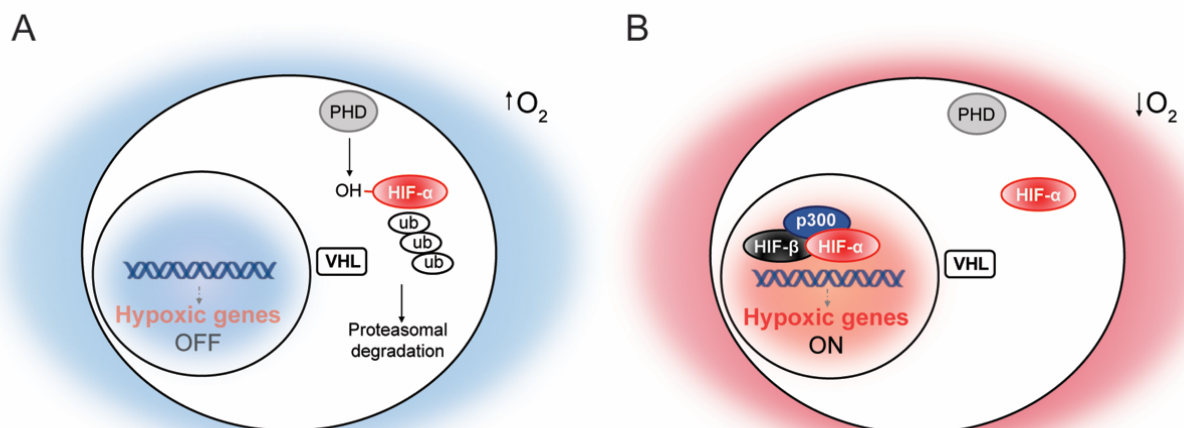 A
↑O2
PHD
OH
HIF-α
ub
ub
ub
VHL
Hypoxic genes
OFF
Proteasomal
degradation
B
↓O2
PHD
HIF-α
p300
HIF-β
HIF-α
VHL
Hypoxic genes
ON